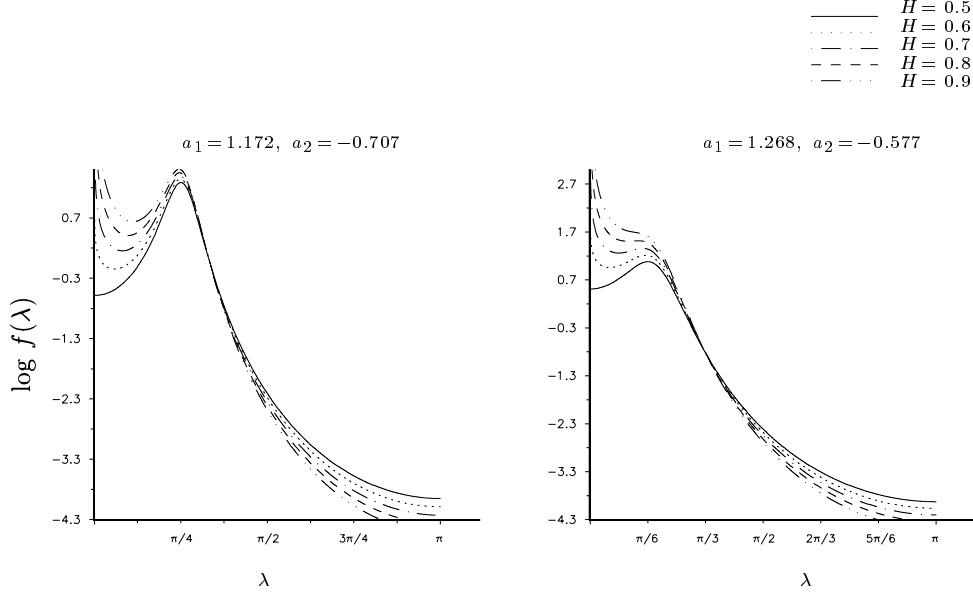 H = 0.5
H = 0.6
H = 0.7
H = 0.8
H = 0.9
a1 = 1.172, a2 = −0.707
a1 = 1.268, a2 = −0.577
log f(λ)
0.7
−0.3
−1.3
−2.3
−3.3
−4.3
π/4 π/2 3π/4 π
λ
2.7
1.7
0.7
−0.3
−1.3
−2.3
−3.3
−4.3
π/6 π/3 π/2 2π/3 5π/6 π
λ